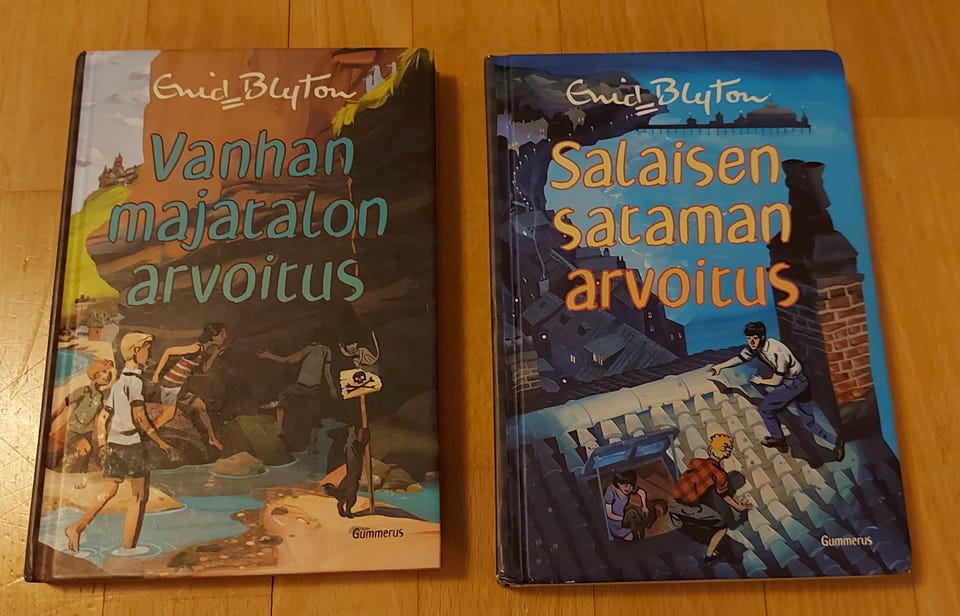 Enid Blyton
Vanhan
majatalon
arvoitus
Gummerus
Enid Blyton
Salaisen
sataman
arvoitus
Gummerus